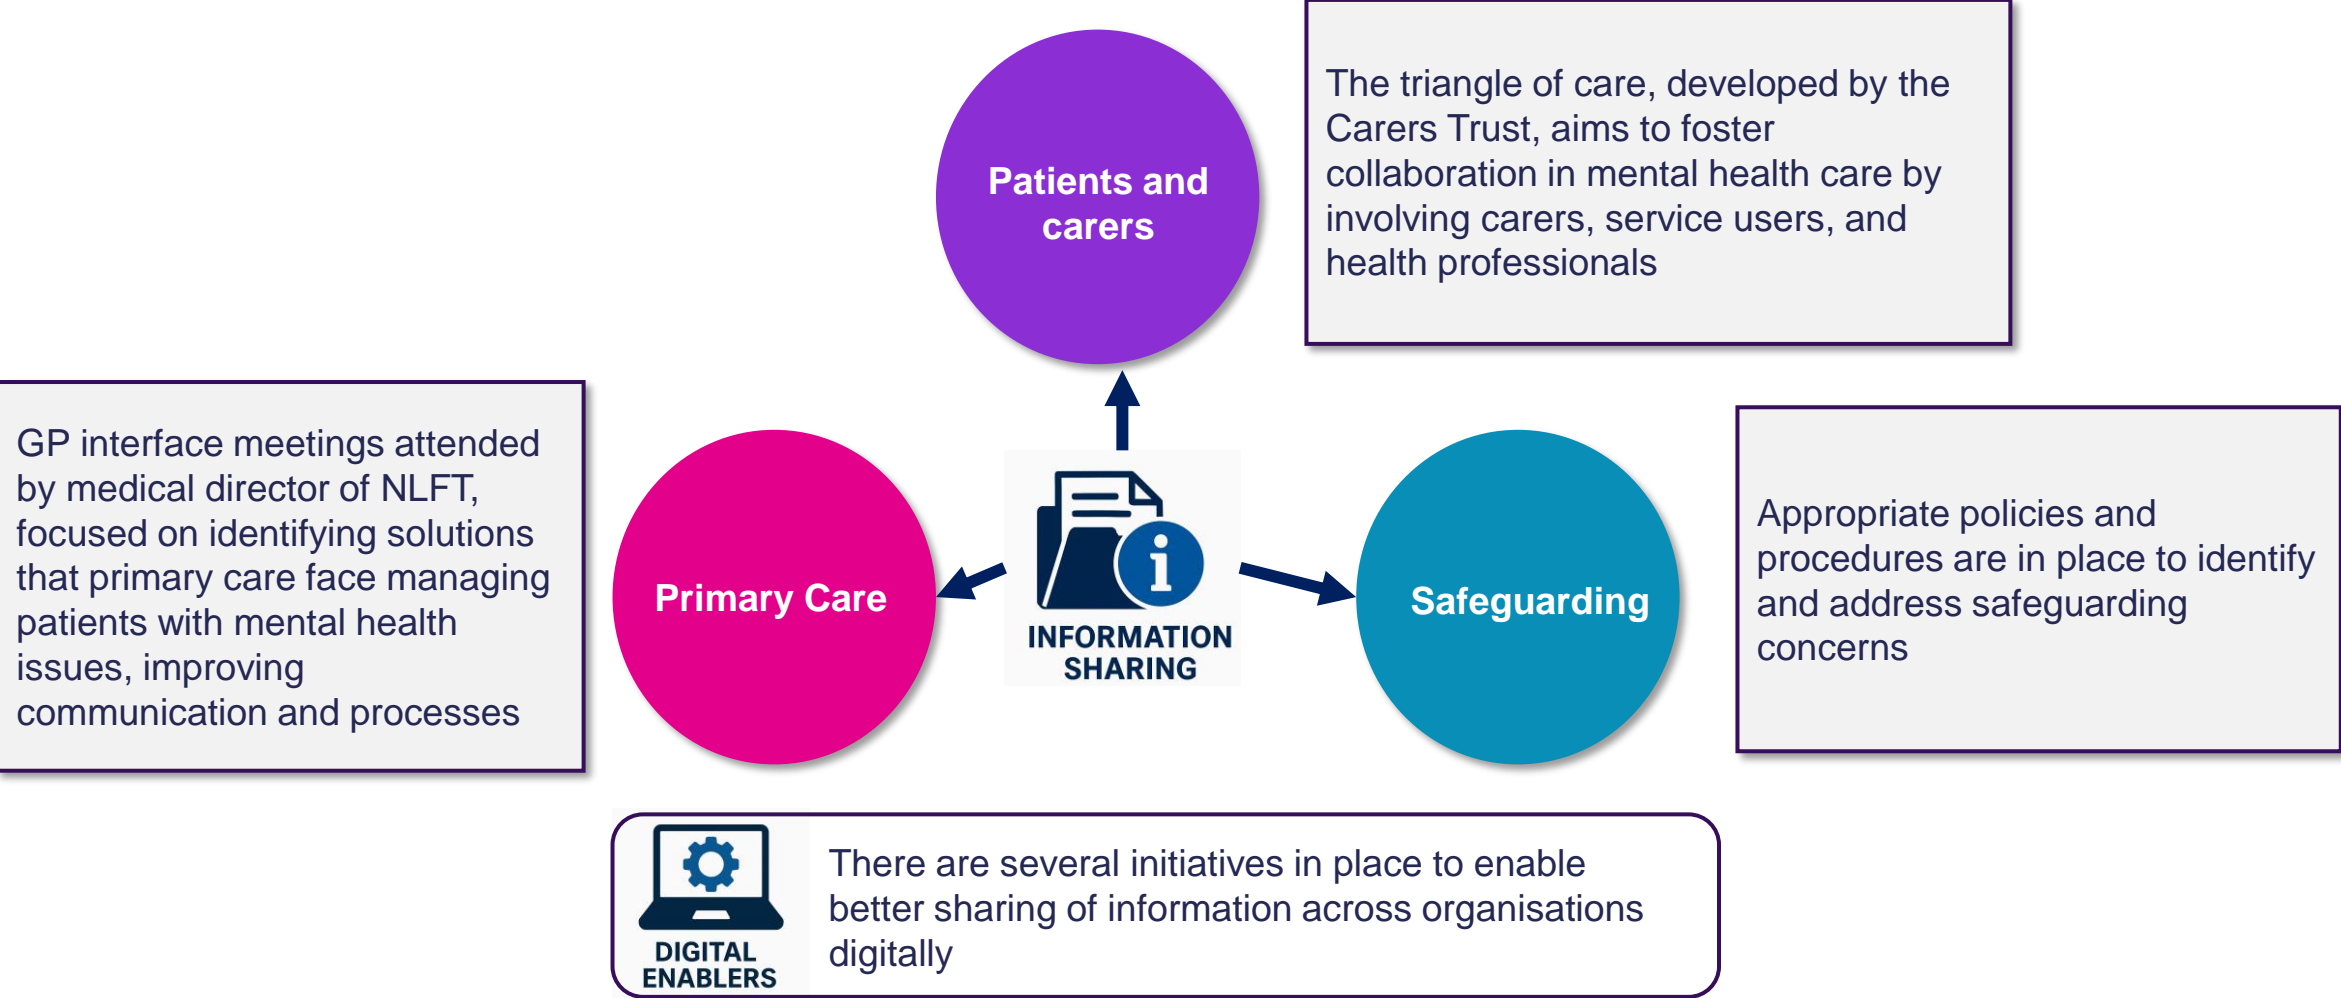 Patients and
carers
The triangle of care, developed by the
Carers Trust, aims to foster
collaboration in mental health care by
involving carers, service users, and
health professionals
GP interface meetings attended
by medical director of NLFT,
focused on identifying solutions
that primary care face managing
patients with mental health
issues, improving
communication and processes
Primary Care
INFORMATION
SHARING
Safeguarding
Appropriate policies and
procedures are in place to identify
and address safeguarding
concerns
DIGITAL
ENABLERS
There are several initiatives in place to enable
better sharing of information across organisations
digitally